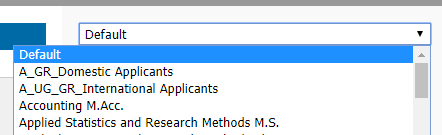 Default
Default
A_GR_Domestic Applicants
A_UG_GR_International Applicants
Accounting M.Acc.
Applied Statistics and Research Methods M.S.